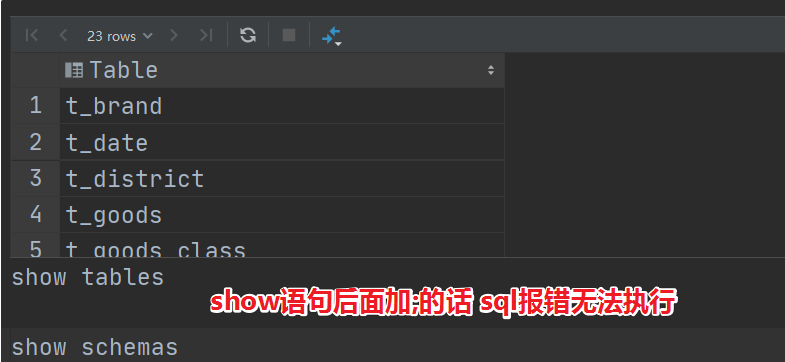 23 rows
Table
1 t_brand
2 t_date
3 t_district
4 t_goods
5 t_goods_class
show tables
show语句后面加;的话 sql报错无法执行
show schemas